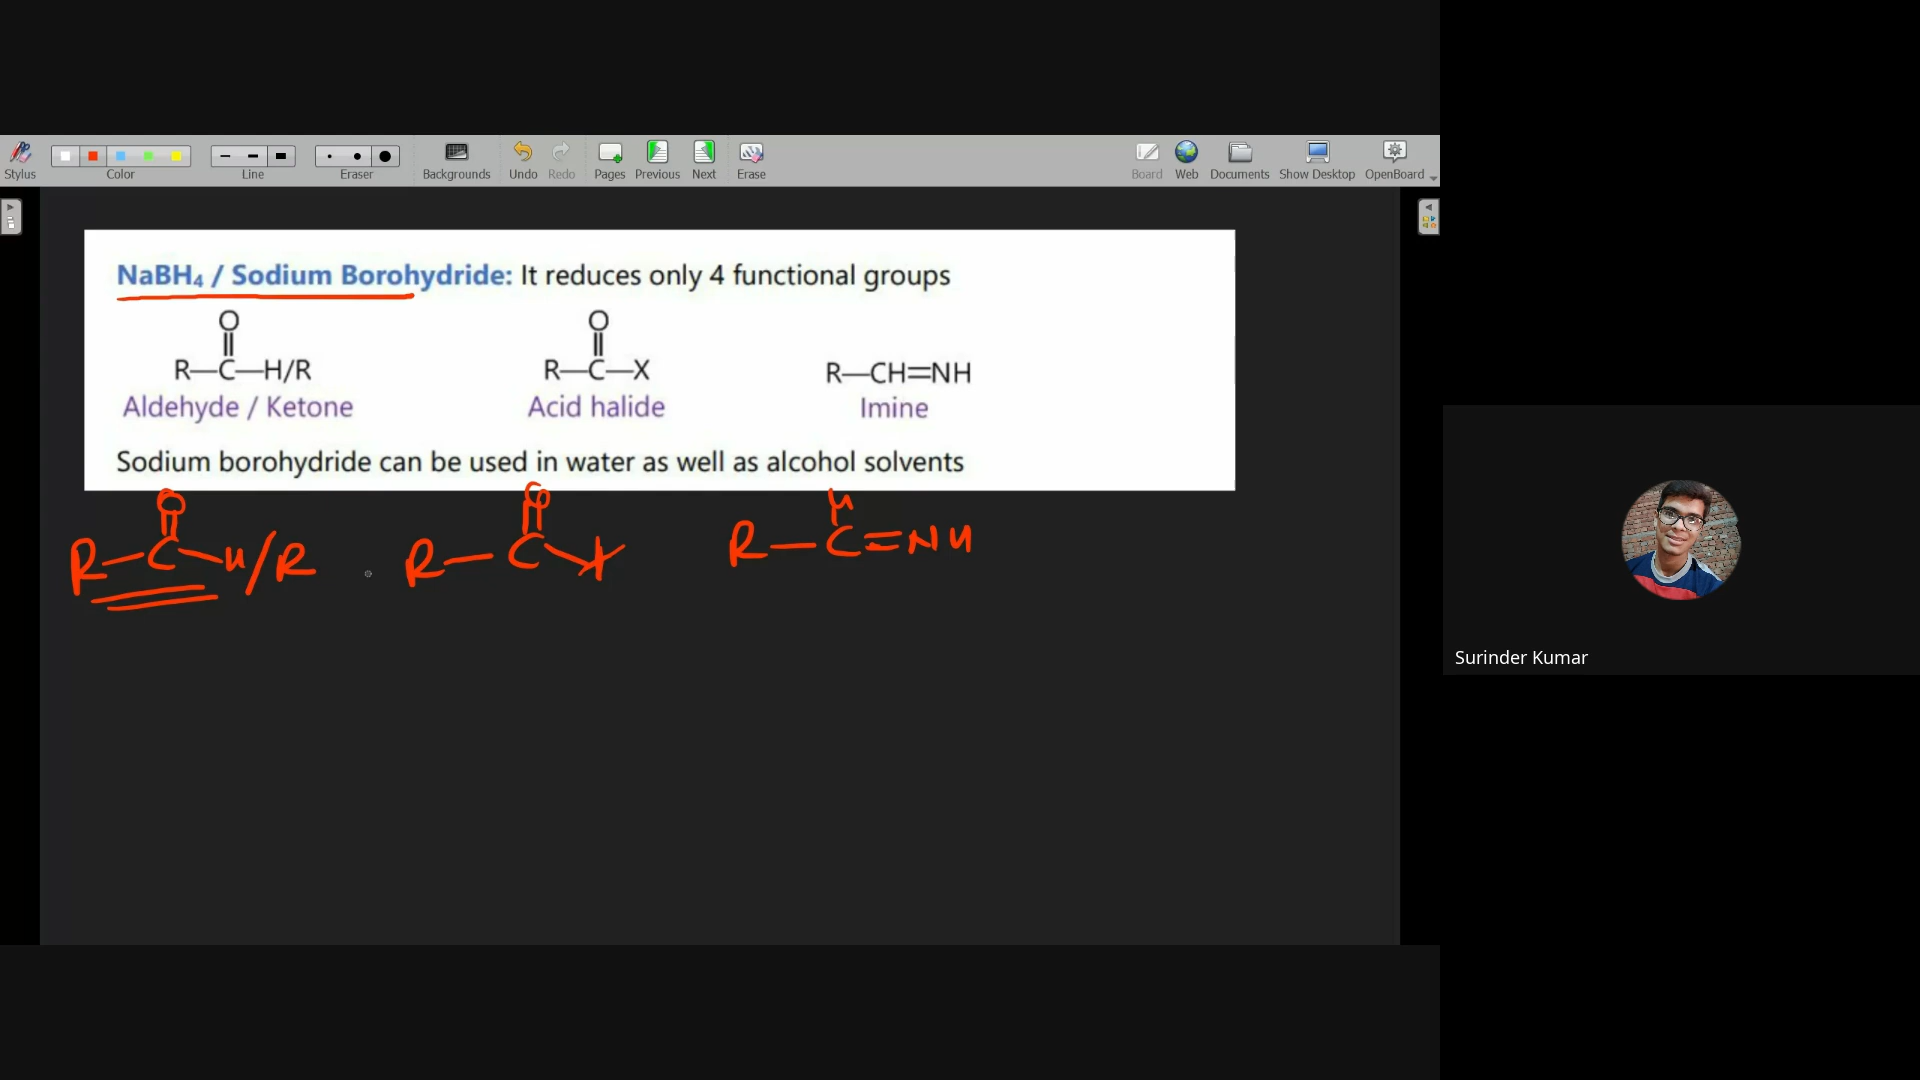 Stylus Color Line Eraser Backgrounds Undo Redo Pages Previous Next Erase Board Web Documents Show Desktop OpenBoard
NaBH₄ / Sodium Borohydride: It reduces only 4 functional groups
O O
R—C—H/R R—C—X R—CH=NH
Aldehyde / Ketone Acid halide Imine
Sodium borohydride can be used in water as well as alcohol solvents
O O H
R—C—H/R R—C—X R—C=NH
Surinder Kumar